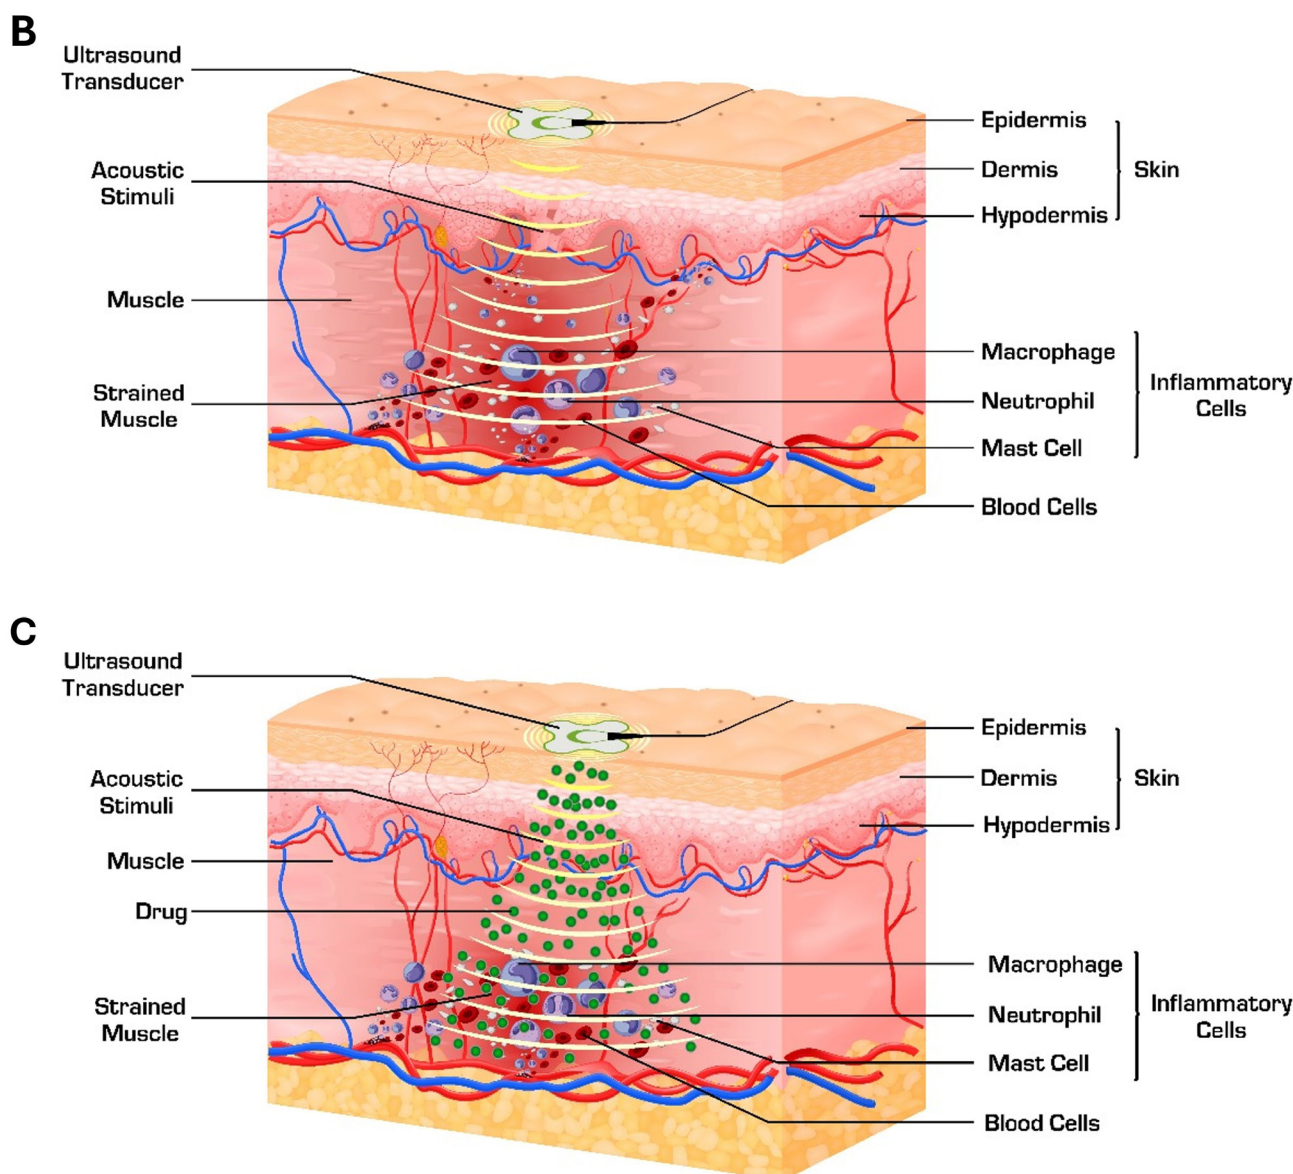 B
Ultrasound
Transducer
Acoustic
Stimuli
Muscle
Strained
Muscle
Epidermis
Dermis
Hypodermis
Skin
Macrophage
Neutrophil
Mast Cell
Inflammatory
Cells
Blood Cells
C
Ultrasound
Transducer
Acoustic
Stimuli
Muscle
Drug
Strained
Muscle
Epidermis
Dermis
Hypodermis
Skin
Macrophage
Neutrophil
Mast Cell
Inflammatory
Cells
Blood Cells